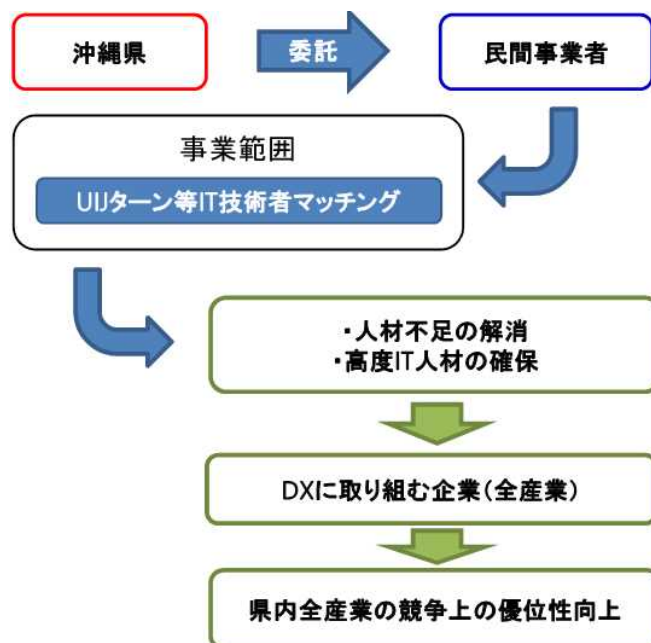 沖縄県
委託
民間事業者
事業範囲
UIJターン等IT技術者マッチング
・人材不足の解消
・高度IT人材の確保
DXに取り組む企業(全産業)
県内全産業の競争上の優位性向上